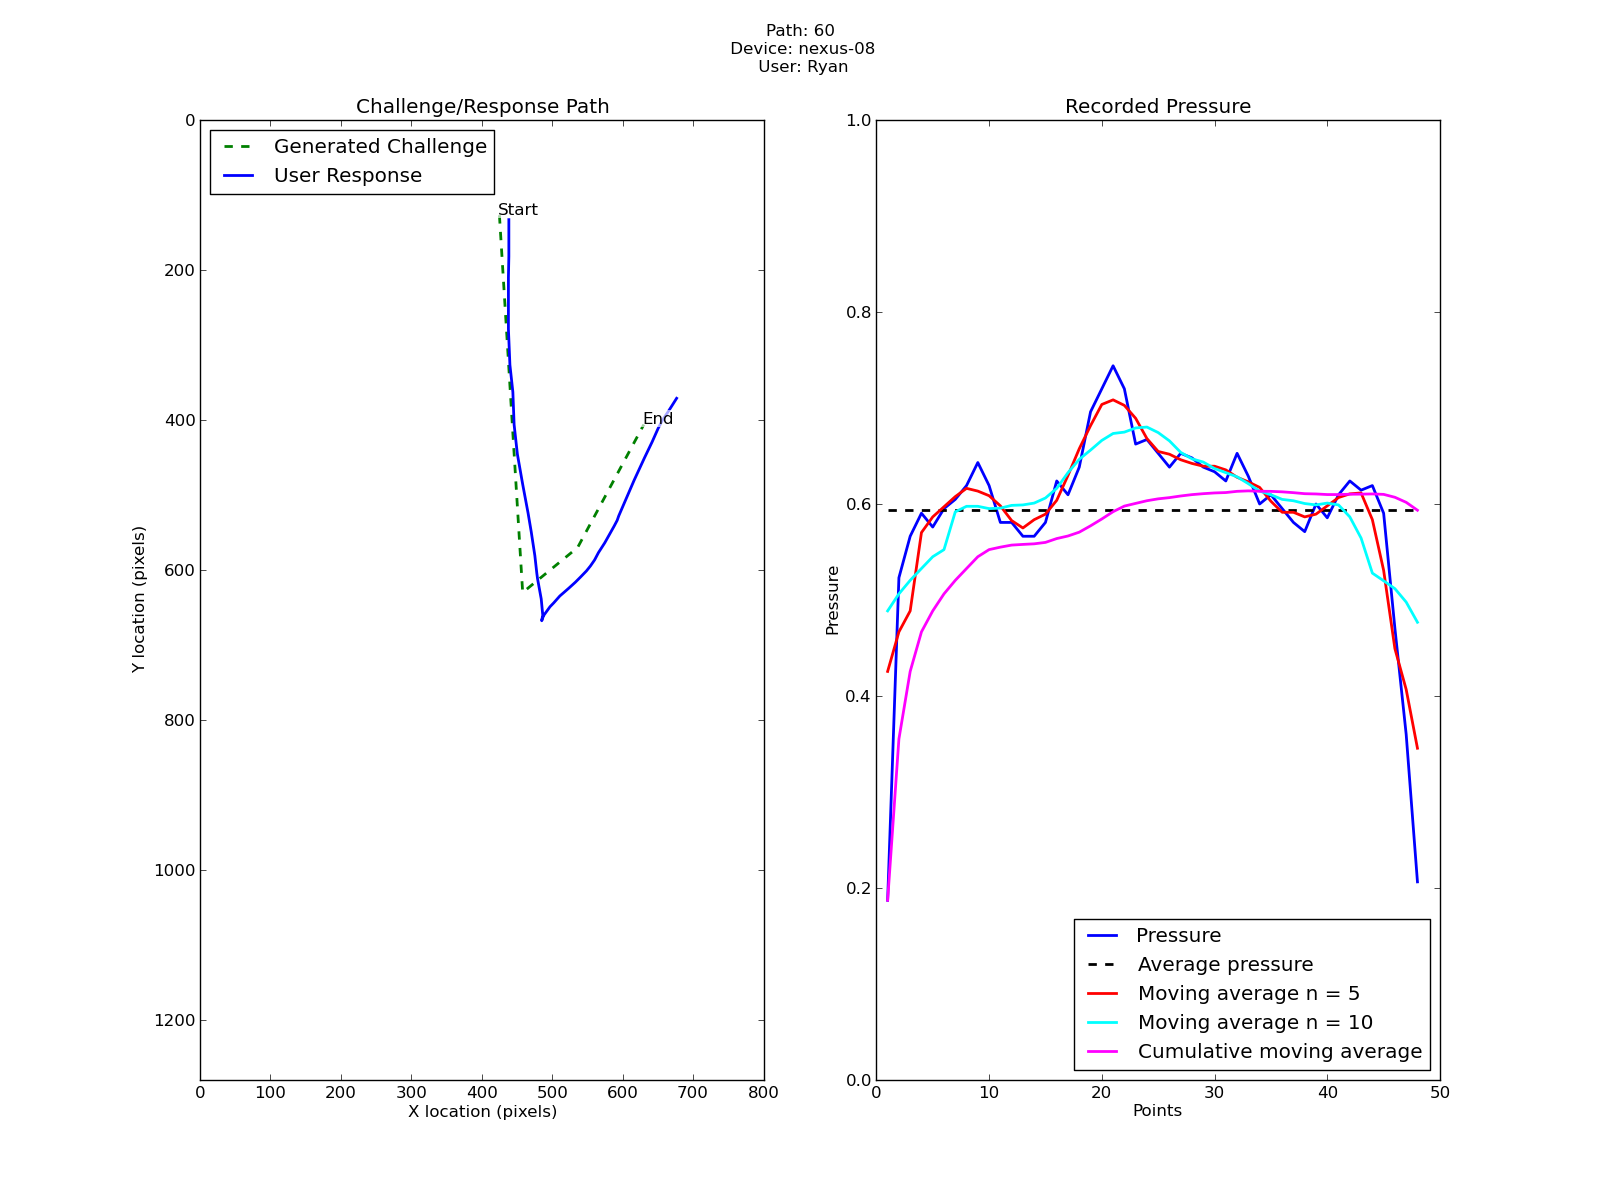 Path: 60
Device: nexus-08
User: Ryan
Challenge/Response Path
Generated Challenge
User Response
Start
End
0
200
400
600
800
1000
1200
Y location (pixels)
0 100 200 300 400 500 600 700 800
X location (pixels)
Recorded Pressure
1.0
0.8
0.6
0.4
0.2
0.0
Pressure
Pressure
Average pressure
Moving average n = 5
Moving average n = 10
Cumulative moving average
0 10 20 30 40 50
Points